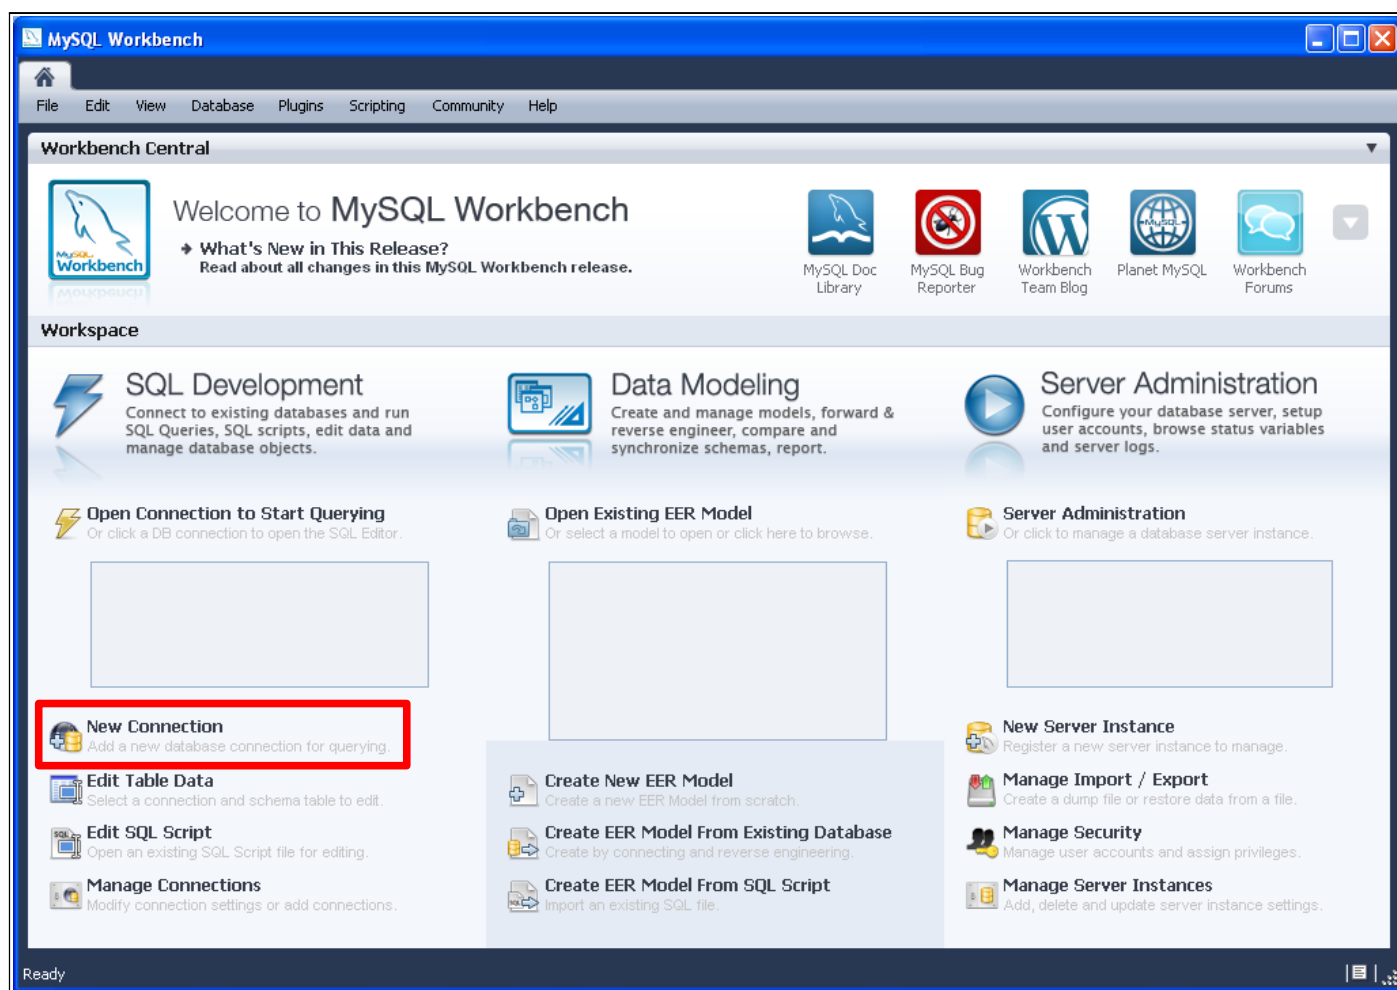 MySQL Workbench
File Edit View Database Plugins Scripting Community Help
Workbench Central
MySQL
Workbench
Welcome to MySQL Workbench
What's New in This Release?
Read about all changes in this MySQL Workbench release.
MySQL Doc
Library
MySQL Bug
Reporter
Workbench
Team Blog
MySQL
Planet MySQL
Workbench
Forums
Workspace
SQL Development
Connect to existing databases and run
SQL Queries, SQL scripts, edit data and
manage database objects.
Data Modeling
Create and manage models, forward &
reverse engineer, compare and
synchronize schemas, report.
Server Administration
Configure your database server, setup
user accounts, browse status variables
and server logs.
Open Connection to Start Querying
Or click a DB connection to open the SQL Editor.
New Connection
Add a new database connection for querying.
Edit Table Data
Select a connection and schema table to edit.
SQL
Edit SQL Script
Open an existing SQL Script file for editing.
Manage Connections
Modify connection settings or add connections.
Open Existing EER Model
Or select a model to open or click here to browse.
Create New EER Model
Create a new EER Model from scratch.
Create EER Model From Existing Database
Create by connecting and reverse engineering.
Create EER Model From SQL Script
Import an existing SQL file.
Server Administration
Or click to manage a database server instance.
New Server Instance
Register a new server instance to manage.
Manage Import / Export
Create a dump file or restore data from a file.
Manage Security
Manage user accounts and assign privileges.
Manage Server Instances
Add, delete and update server instance settings.
Ready